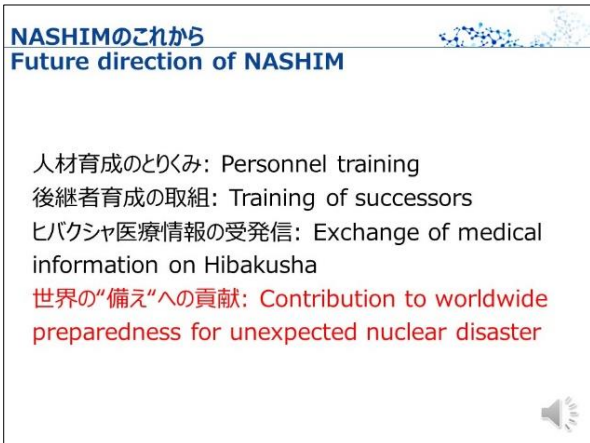 NASHIMのこれから
Future direction of NASHIM
人材育成のとりくみ: Personnel training
後継者育成の取組: Training of successors
ヒバクシャ医療情報の受発信: Exchange of medical
information on Hibakusha
世界の“備え“への貢献: Contribution to worldwide
preparedness for unexpected nuclear disaster